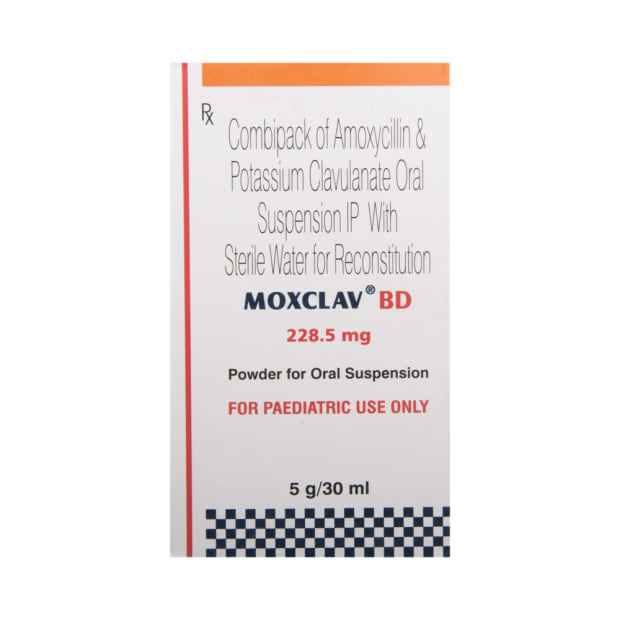 Rx
Combipack of Amoxycillin &
Potassium Clavulanate Oral
Suspension IP With
Sterile Water for Reconstitution
MOXCLAV® BD
228.5 mg
Powder for Oral Suspension
FOR PAEDIATRIC USE ONLY
5 g/30 ml